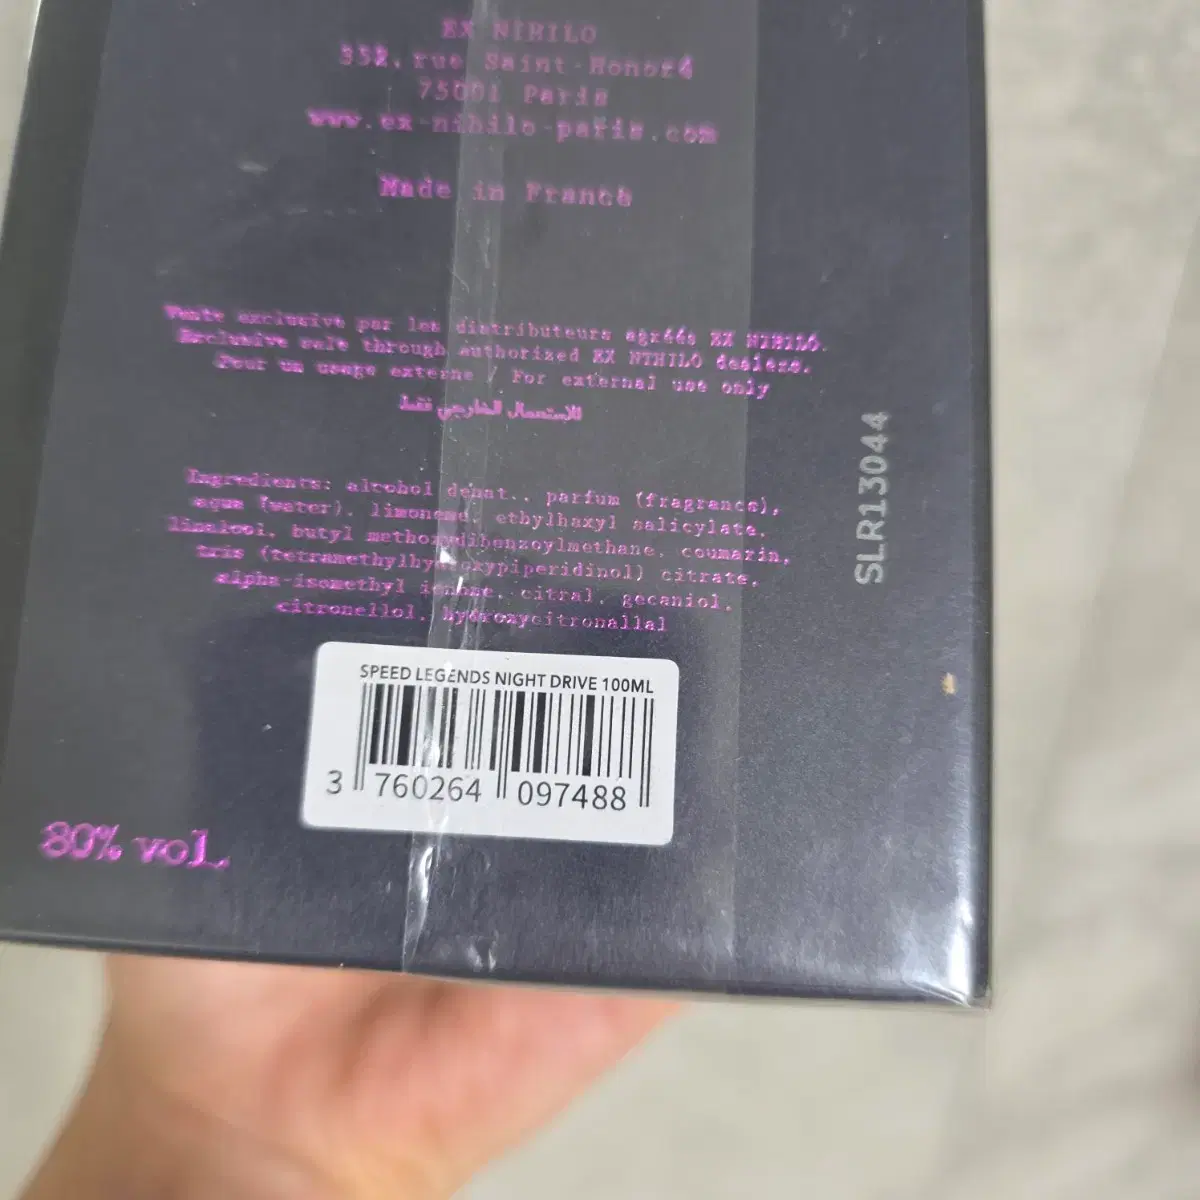 EX NIHILO
352, rue Saint-Honoré
75001 Paris
www.ex-nihilo-paris.com
Made in France
Vente exclusive par les distributeurs agréés EX NIHILO.
Exclusive sale through authorized EX NIHILO dealers.
Pour un usage externe / For external use only
للاستعمال الخارجي فقط
Ingredients: alcohol denat., parfum (fragrance),
aqua (water), limonene, ethylhexyl salicylate,
linalool, butyl methoxydibenzoylmethane, coumarin,
tris (tetramethylhydroxypiperidinol) citrate,
alpha-isomethyl ionone, citral, geraniol,
citronellol, hydroxycitronellal
SLR13044
SPEED LEGENDS NIGHT DRIVE 100ML
3 760264 097488
80% vol.